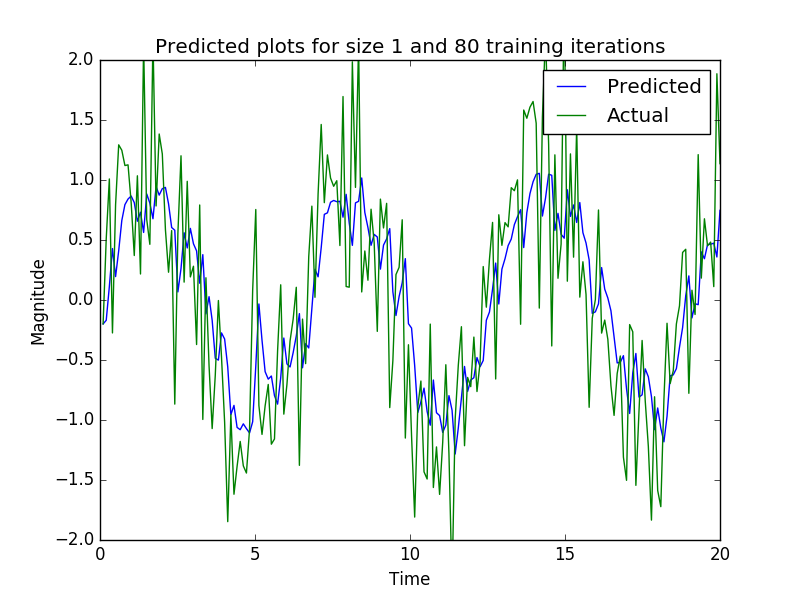 Predicted plots for size 1 and 80 training iterations
Predicted
Actual
2.0
1.5
1.0
0.5
0.0
−0.5
−1.0
−1.5
−2.0
Magnitude
0 5 10 15 20
Time